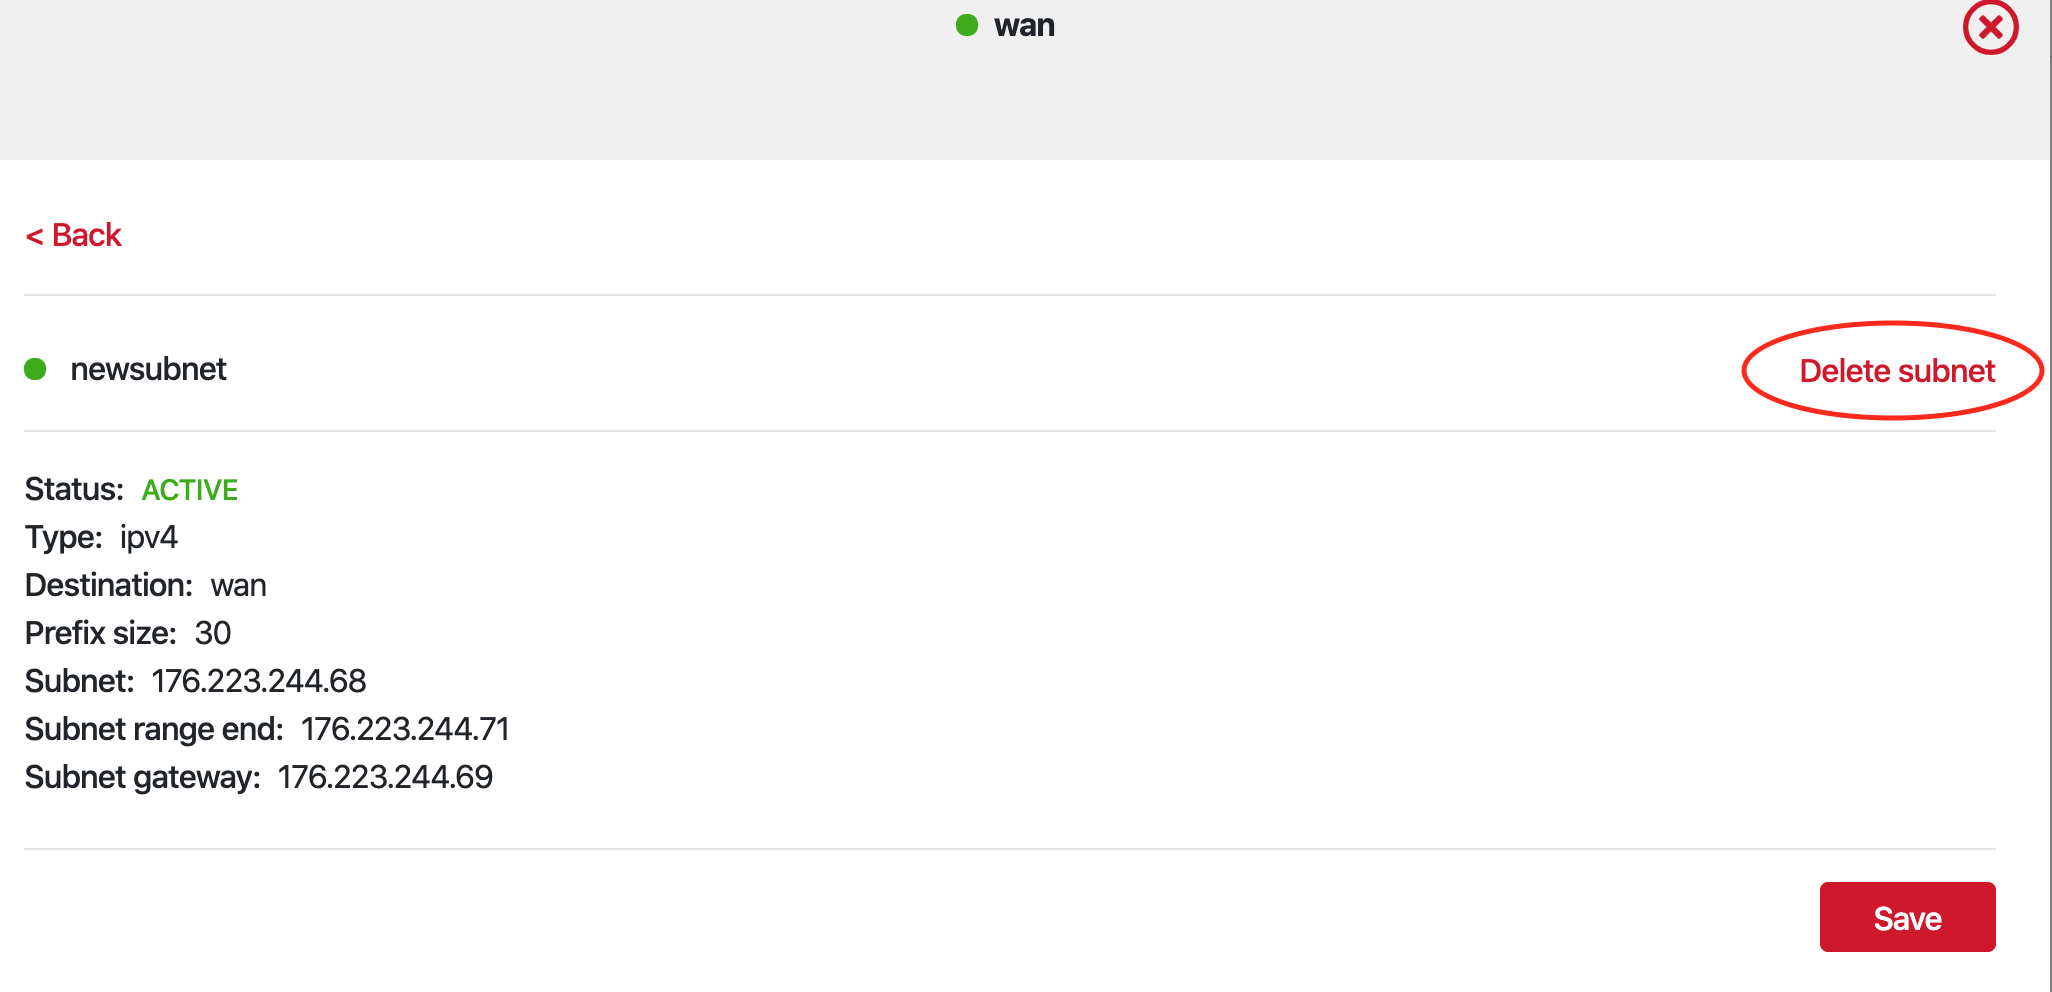 wan
< Back
newsubnet
Delete subnet
Status: ACTIVE
Type: ipv4
Destination: wan
Prefix size: 30
Subnet: 176.223.244.68
Subnet range end: 176.223.244.71
Subnet gateway: 176.223.244.69
Save